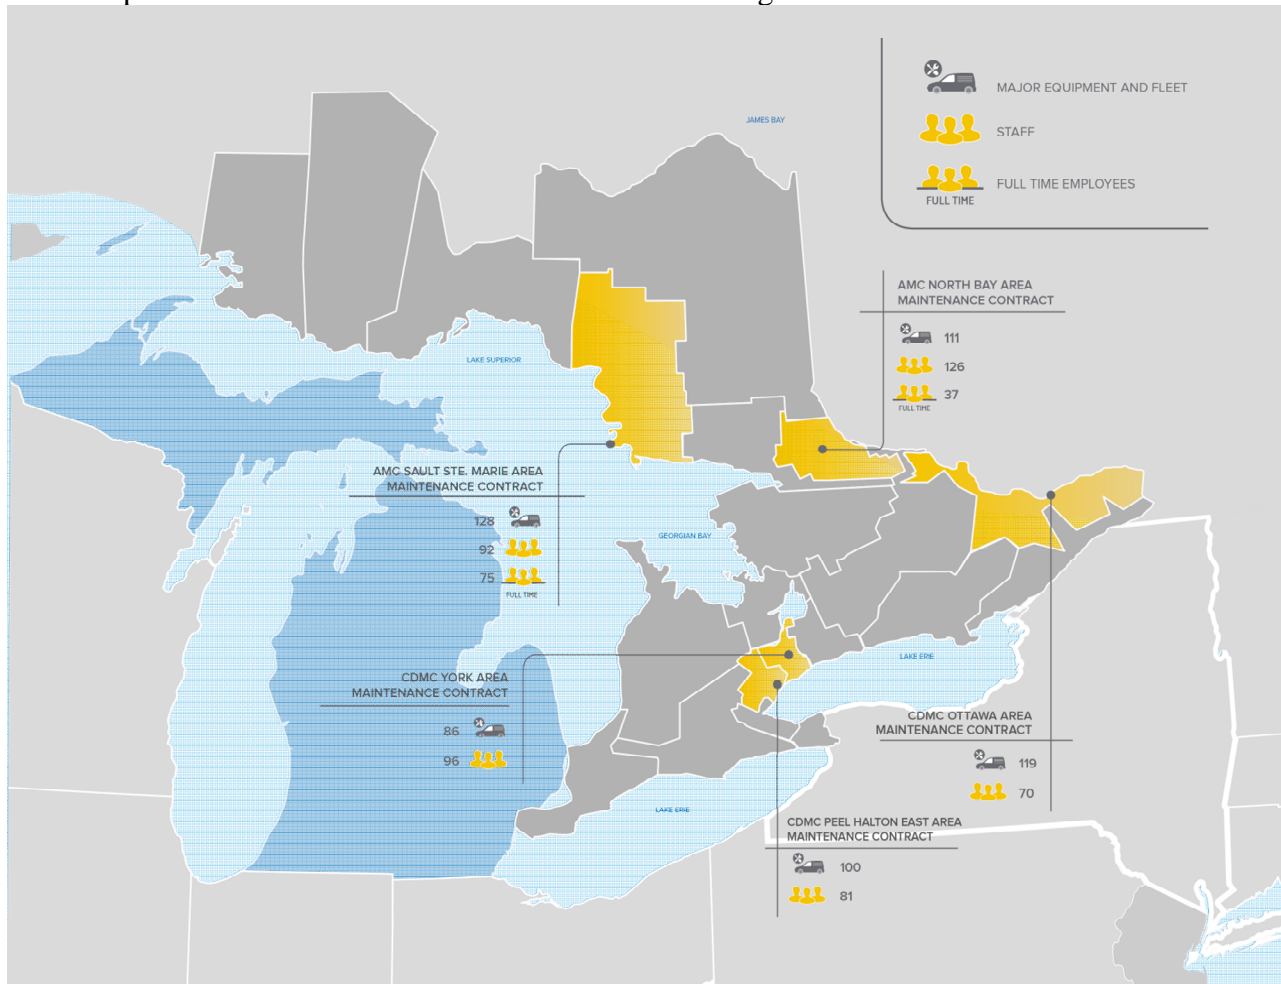 MAJOR EQUIPMENT AND FLEET
STAFF
FULL TIME EMPLOYEES
FULL TIME
JAMES BAY
AMC NORTH BAY AREA
MAINTENANCE CONTRACT
111
126
37
FULL TIME
LAKE SUPERIOR
AMC SAULT STE. MARIE AREA
MAINTENANCE CONTRACT
128
92
75
FULL TIME
GEORGIAN BAY
LAKE ERIE
CDMC YORK AREA
MAINTENANCE CONTRACT
86
96
CDMC OTTAWA AREA
MAINTENANCE CONTRACT
119
70
LAKE ERIE
CDMC PEEL HALTON EAST AREA
MAINTENANCE CONTRACT
100
81